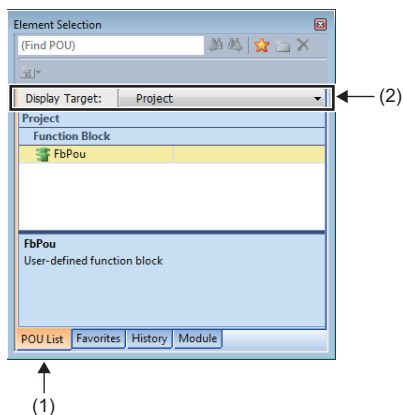 Element Selection
(Find POU)
Display Target: Project
(2)
Project
Function Block
FbPou
FbPou
User-defined function block
POU List Favorites History Module
(1)